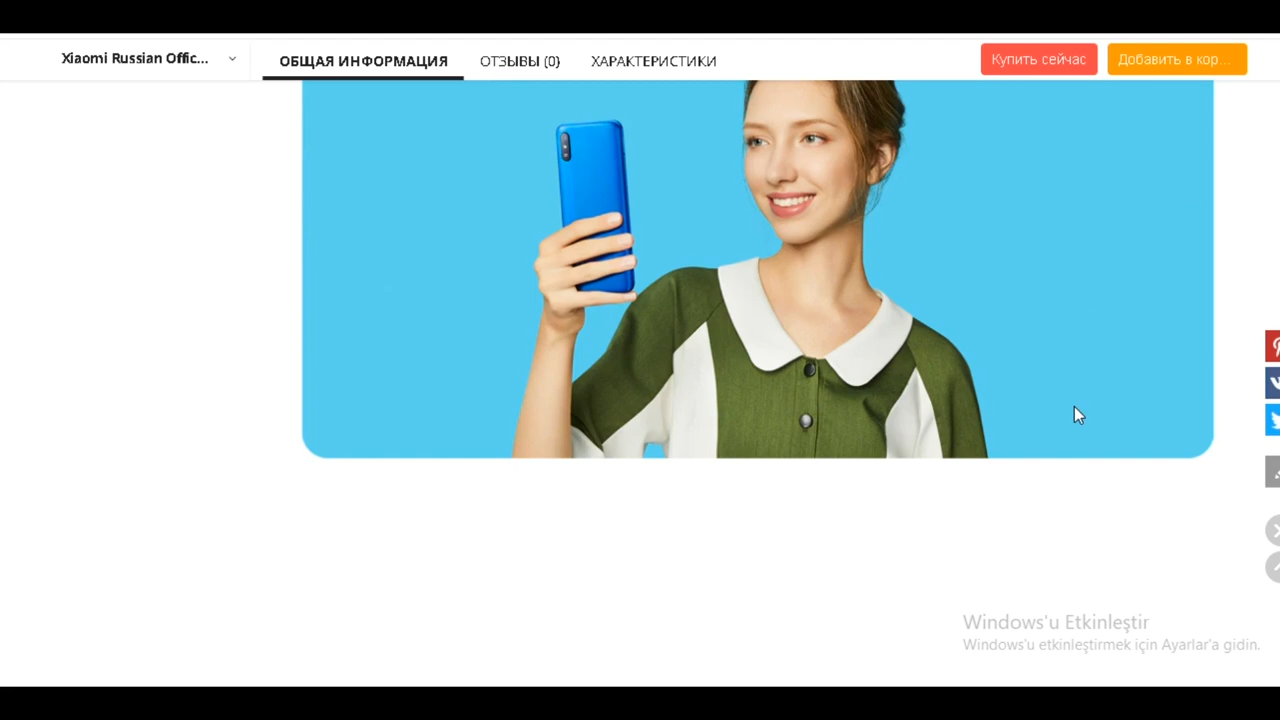 Xiaomi Russian Offic...
ОБЩАЯ ИНФОРМАЦИЯ
ОТЗЫВЫ (0)
ХАРАКТЕРИСТИКИ
Купить сейчас
Добавить в кор...
Windows'u Etkinleştir
Windows'u etkinleştirmek için Ayarlar'a gidin.